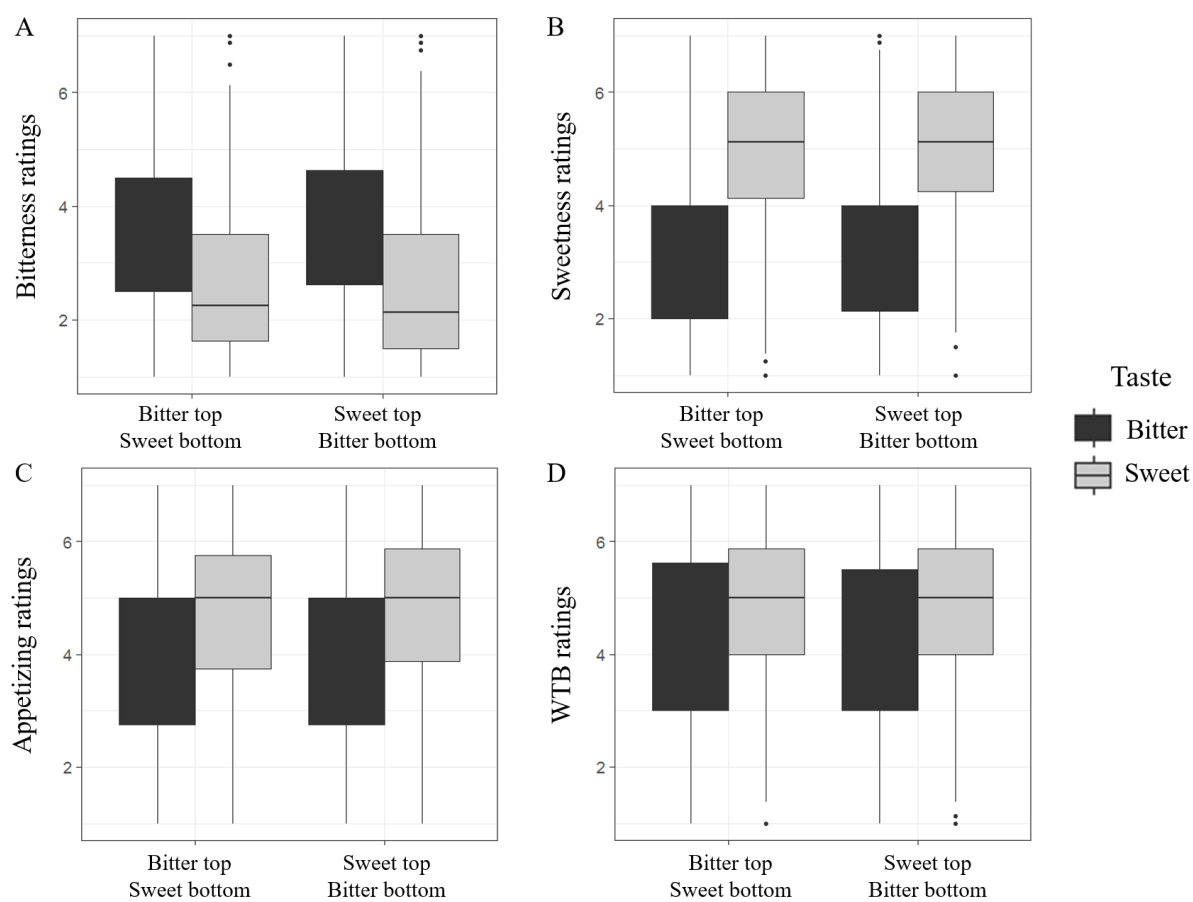 A
Bitterness ratings
6
4
2
Bitter top
Sweet bottom
Sweet top
Bitter bottom
B
Sweetness ratings
6
4
2
Bitter top
Sweet bottom
Sweet top
Bitter bottom
Taste
Bitter
Sweet
C
Appetizing ratings
6
4
2
Bitter top
Sweet bottom
Sweet top
Bitter bottom
D
WTB ratings
6
4
2
Bitter top
Sweet bottom
Sweet top
Bitter bottom